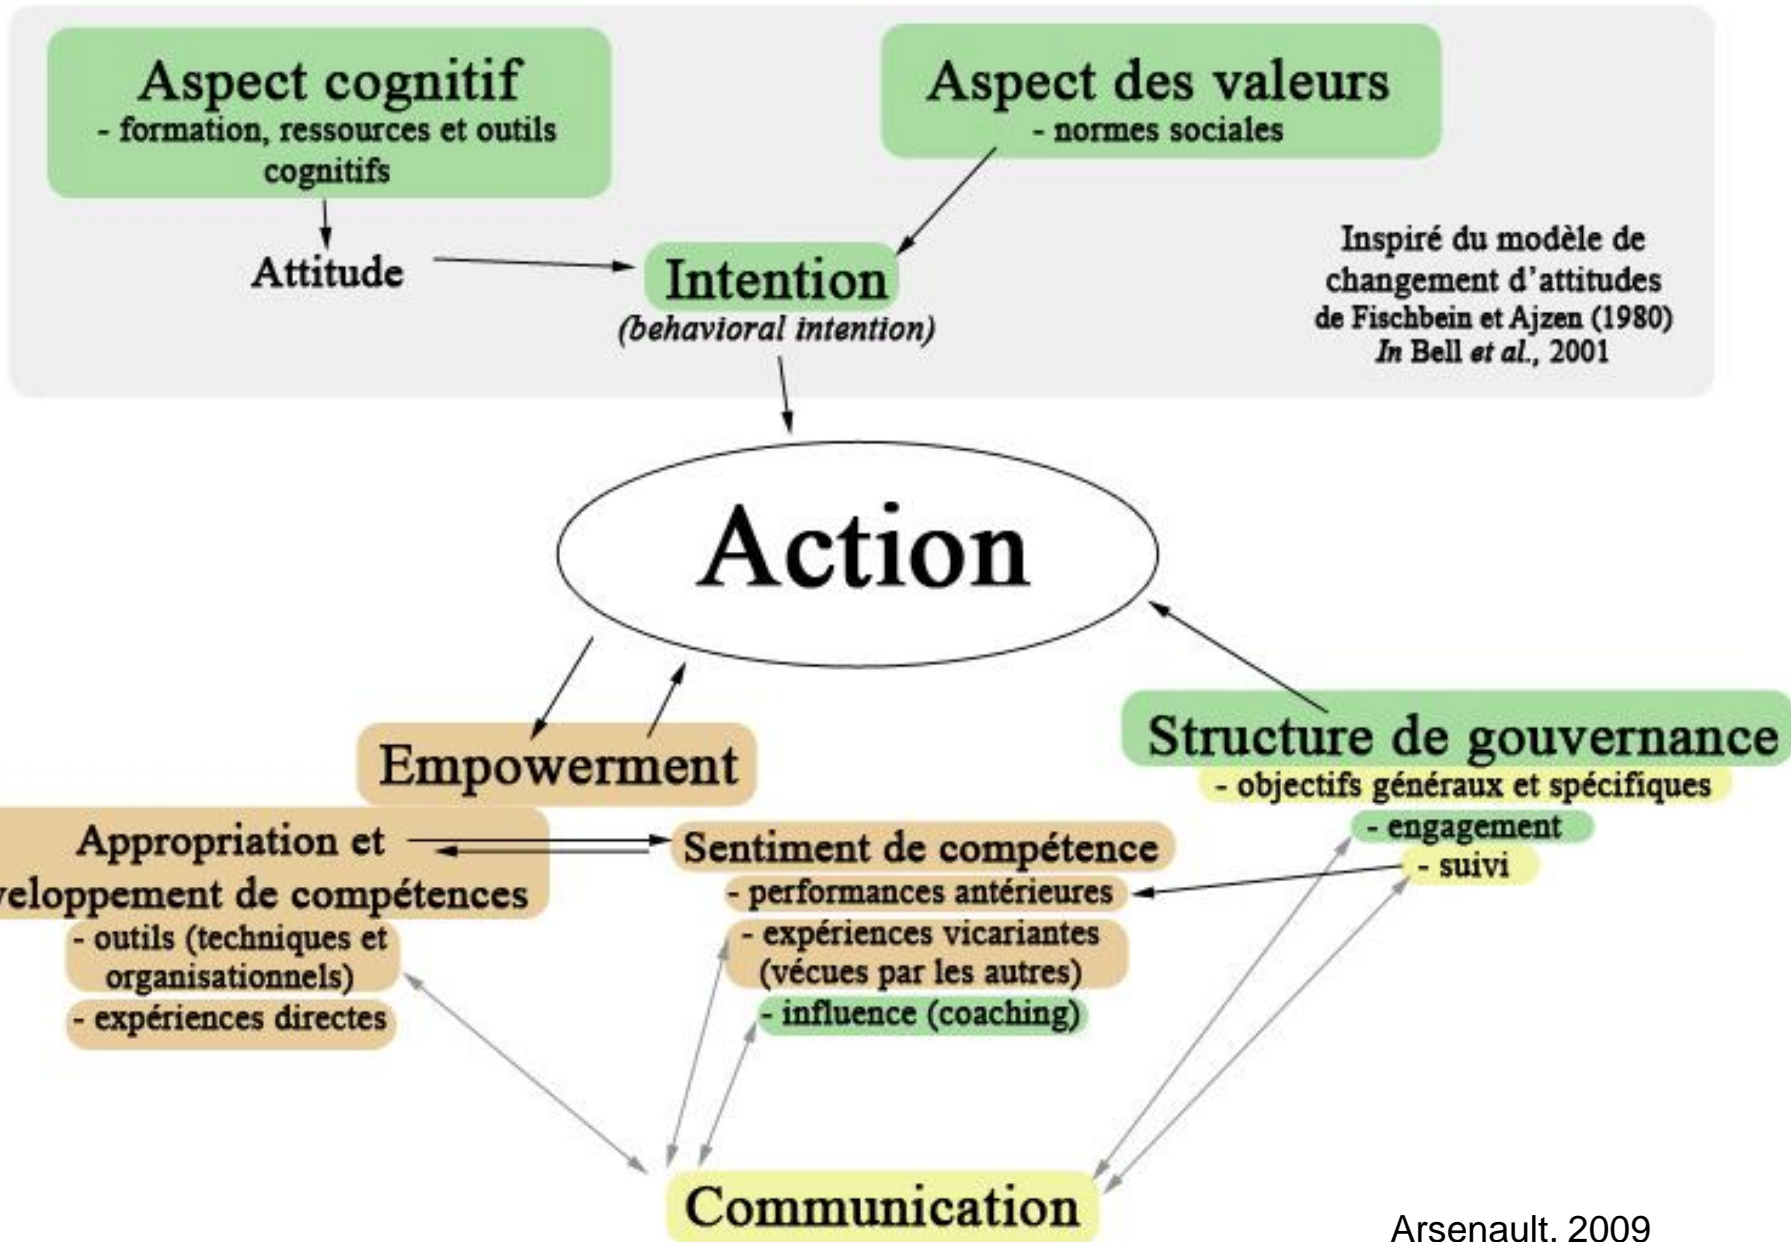 Aspect cognitif
- formation, ressources et outils
cognitifs
Aspect des valeurs
- normes sociales
Attitude
Intention
(behavioral intention)
Inspiré du modèle de
changement d'attitudes
de Fischbein et Ajzen (1980)
In Bell et al., 2001
Action
Empowerment
Structure de gouvernance
- objectifs généraux et spécifiques
- engagement
- suivi
Appropriation et
veloppement de compétences
- outils (techniques et
organisationnels)
- expériences directes
Sentiment de compétence
- performances antérieures
- expériences vicariantes
(vécues par les autres)
- influence (coaching)
Communication
Arsenault, 2009